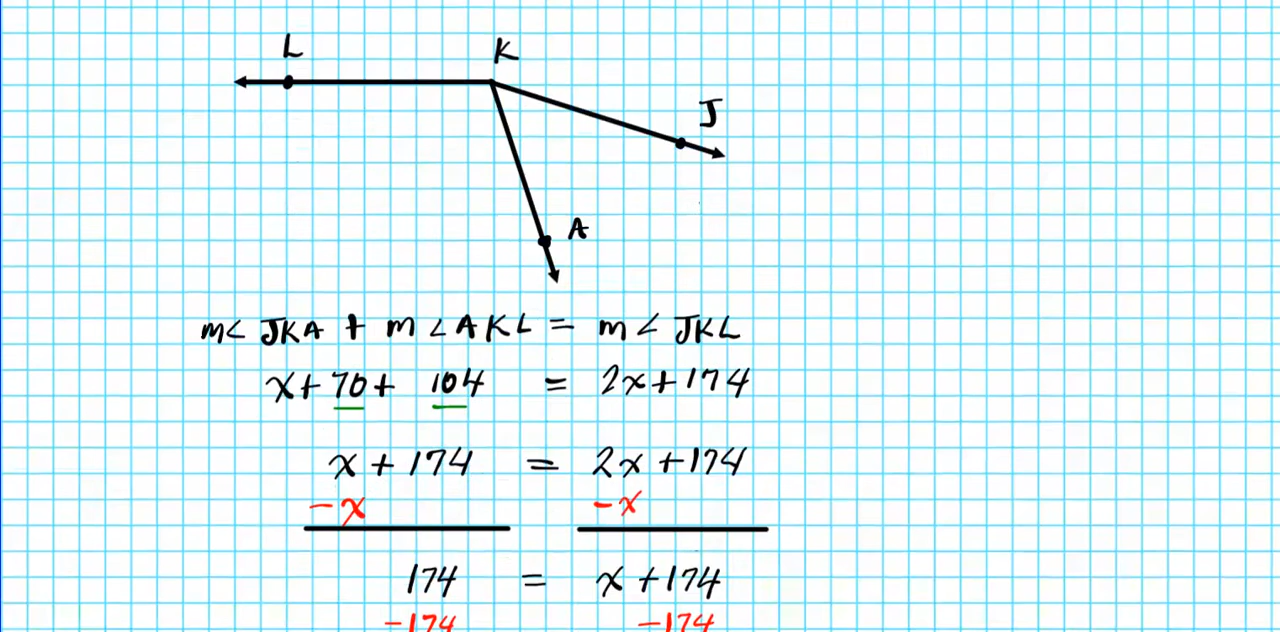 L K
J
A
m< JKA + m ∠AKL = m ∠ JKL
x + 70 + 104 = 2x + 174
x + 174 = 2x + 174
-x -x
174 = x + 174
-174 -174